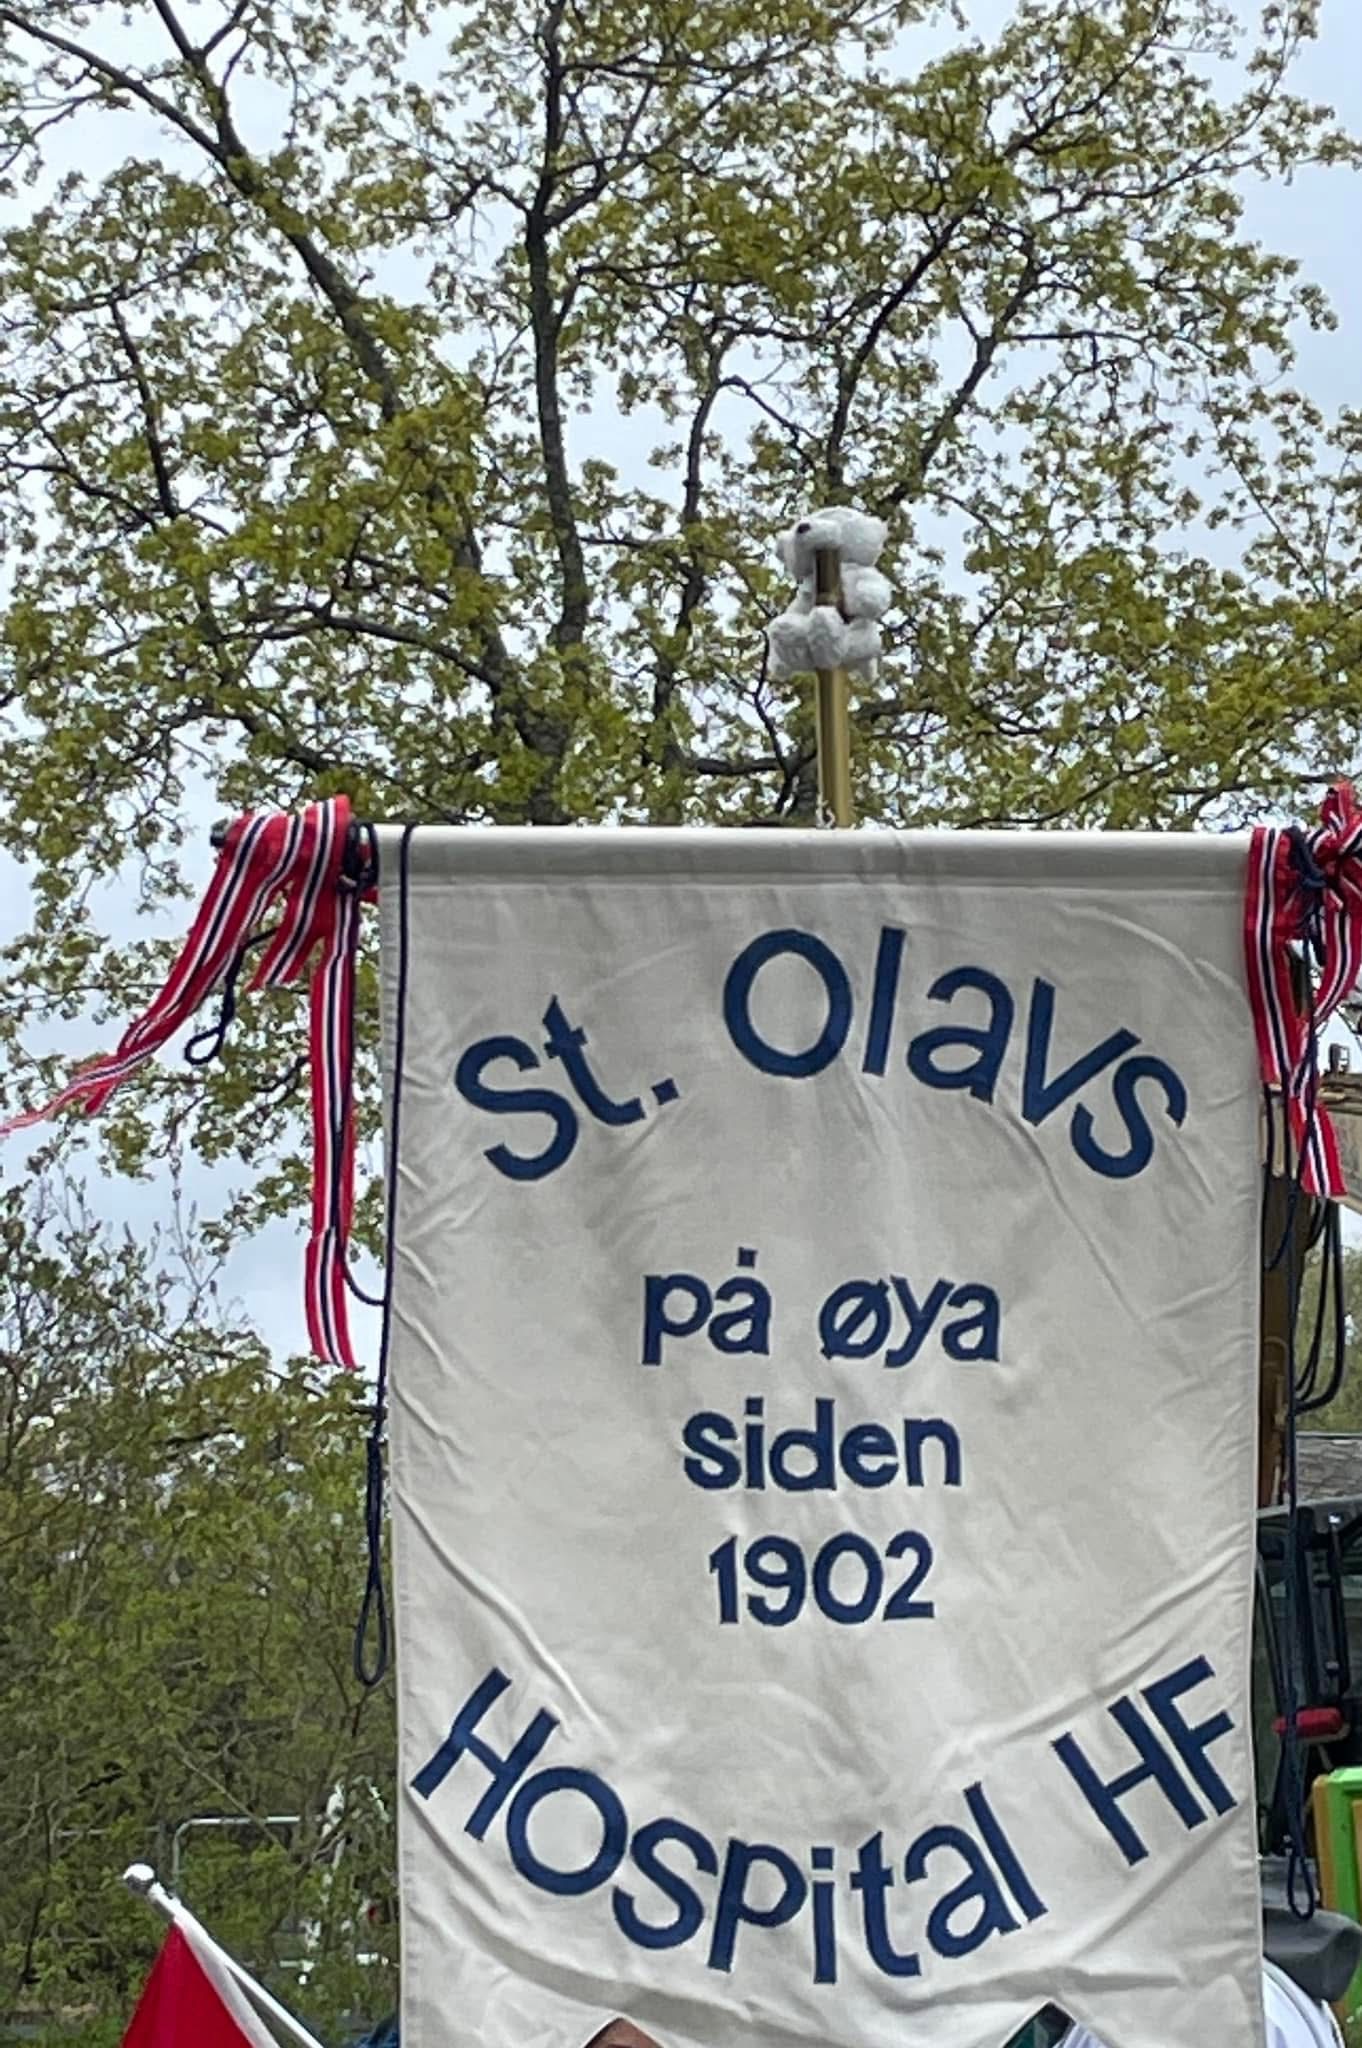 St. Olavs
på øya
siden
1902
Hospital HF